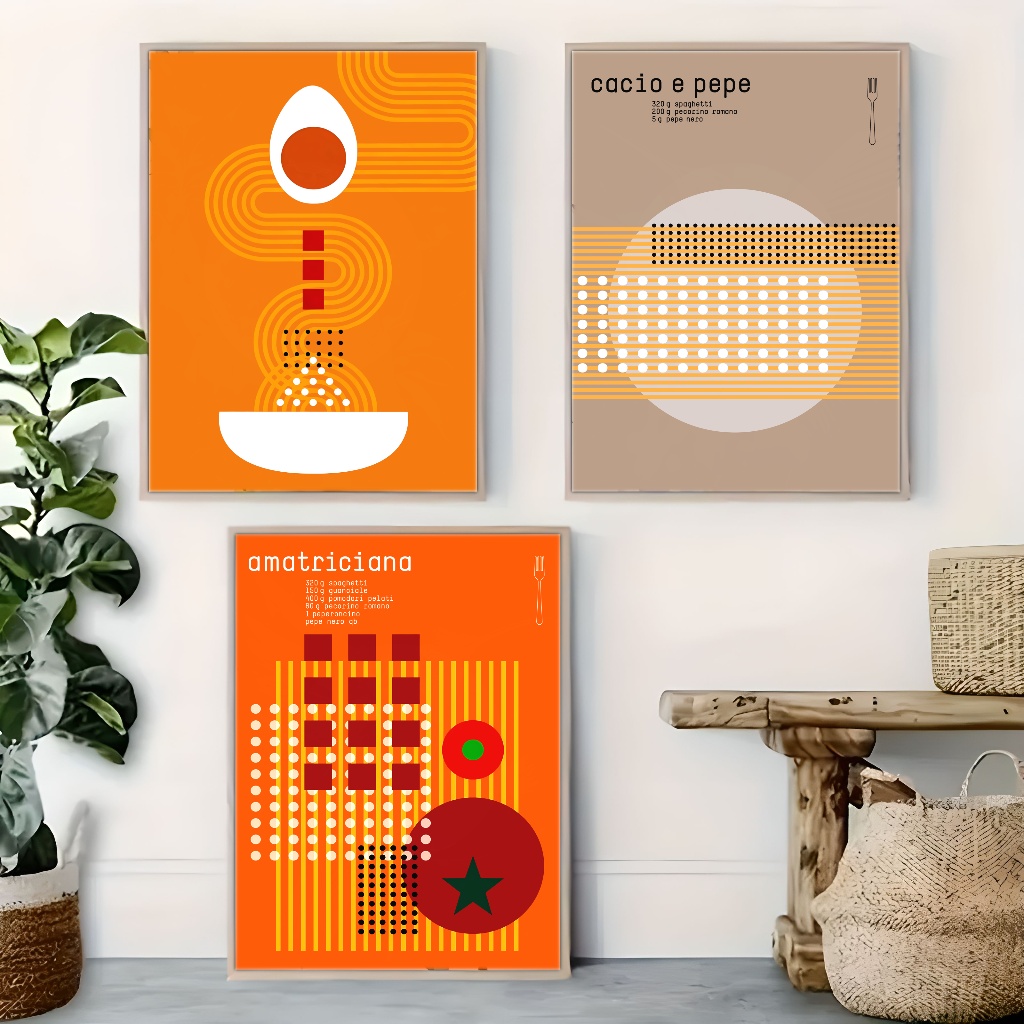 cacio e pepe
320 g spaghetti
200 g pecorino romano
5 g pepe nero
amatriciana
320 g spaghetti
150 g guanciale
400 g pomodori pelati
80 g pecorino romano
1 peperoncino
pepe nero qb